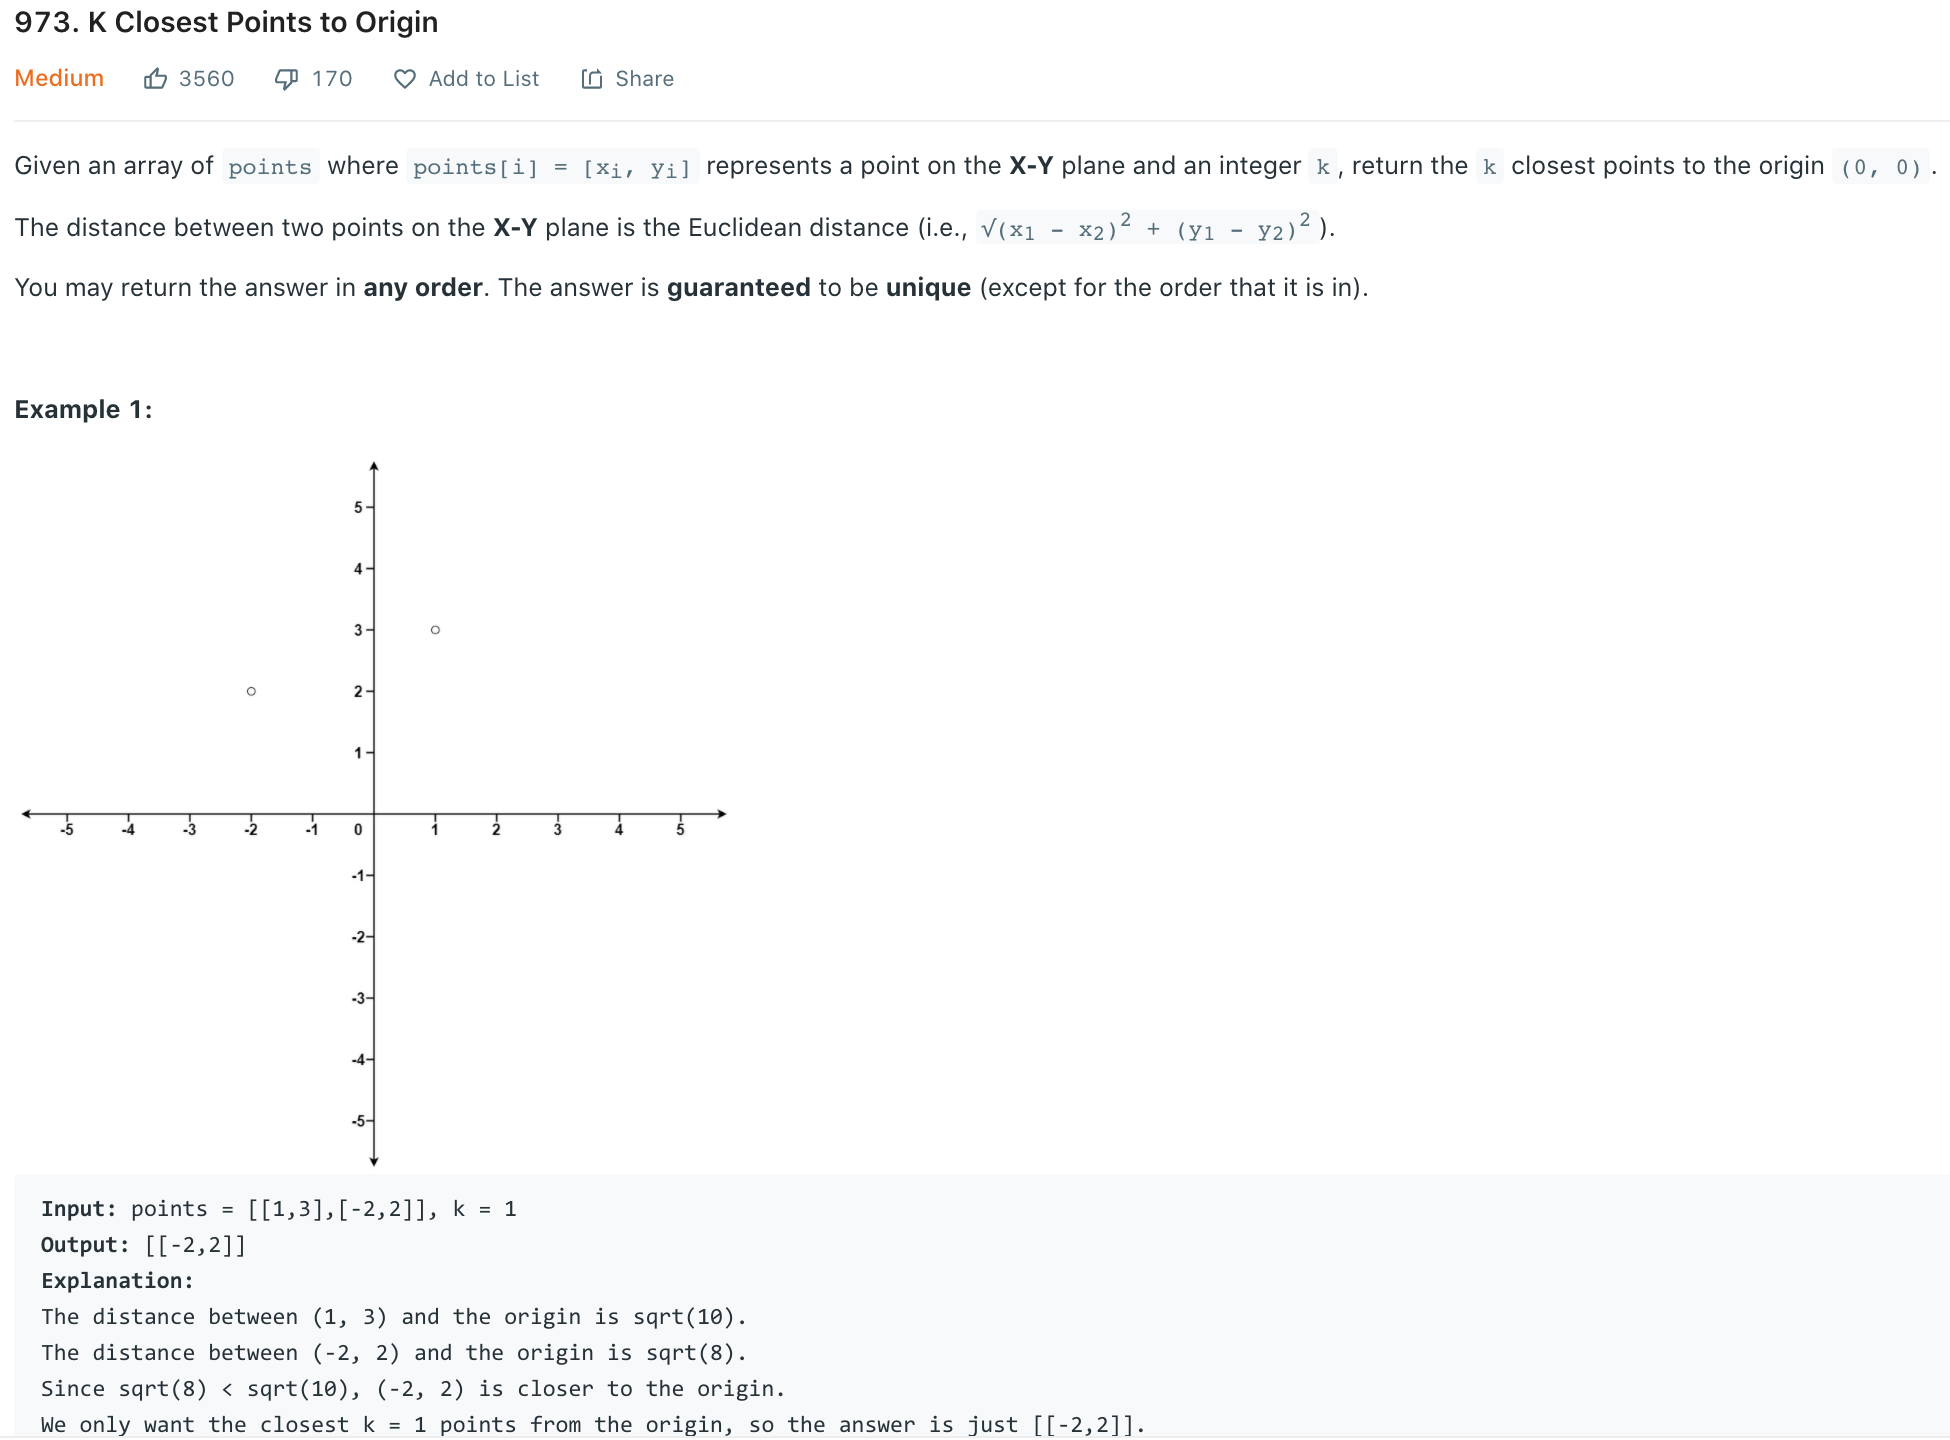 973. K Closest Points to Origin
Medium 3560 170 Add to List Share
Given an array of points where points[i] = [xi, yi] represents a point on the X-Y plane and an integer k, return the k closest points to the origin (0, 0).
The distance between two points on the X-Y plane is the Euclidean distance (i.e., √(x1 - x2)² + (y1 - y2)²).
You may return the answer in any order. The answer is guaranteed to be unique (except for the order that it is in).
Example 1:
5
4
3
2
1
-5 -4 -3 -2 -1 0 1 2 3 4 5
-1
-2
-3
-4
-5
Input: points = [[1,3],[-2,2]], k = 1
Output: [[-2,2]]
Explanation:
The distance between (1, 3) and the origin is sqrt(10).
The distance between (-2, 2) and the origin is sqrt(8).
Since sqrt(8) < sqrt(10), (-2, 2) is closer to the origin.
We only want the closest k = 1 points from the origin, so the answer is just [[-2,2]].